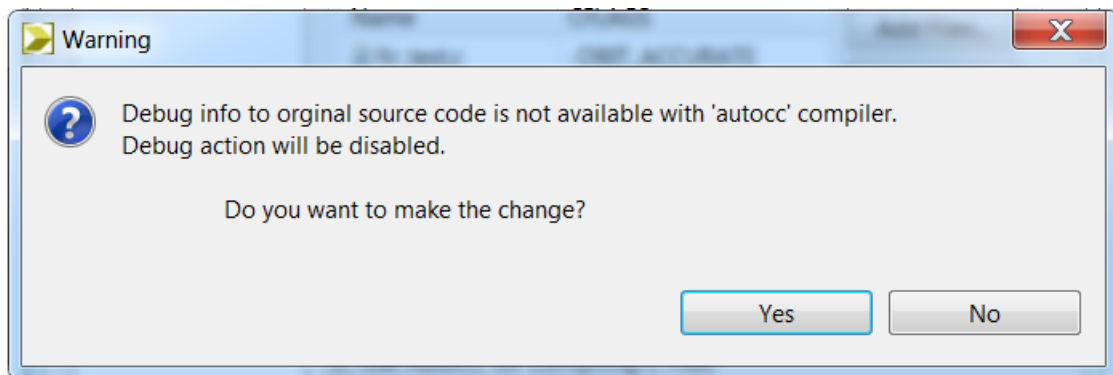 Warning
Debug info to orginal source code is not available with 'autocc' compiler.
Debug action will be disabled.
Do you want to make the change?
Yes
No